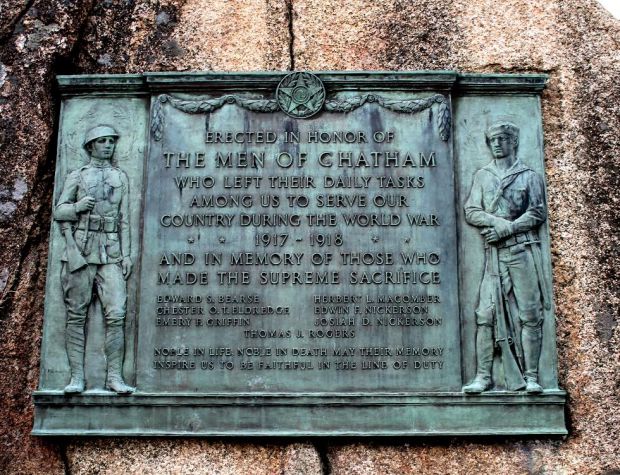 ERECTED IN HONOR OF
THE MEN OF CHATHAM
WHO LEFT THEIR DAILY TASKS
AMONG US TO SERVE OUR
COUNTRY DURING THE WORLD WAR
1917 - 1918
AND IN MEMORY OF THOSE WHO
MADE THE SUPREME SACRIFICE
EDWARD S. BEARSE HERBERT L. MACOMBER
CHESTER O. T. ELDREDGE EDWIN F. NICKERSON
EMERY F. GRIFFIN JOSIAH D. NICKERSON
THOMAS J. ROGERS
NOBLE IN LIFE, NOBLE IN DEATH MAY THEIR MEMORY
INSPIRE US TO BE FAITHFUL IN THE LINE OF DUTY